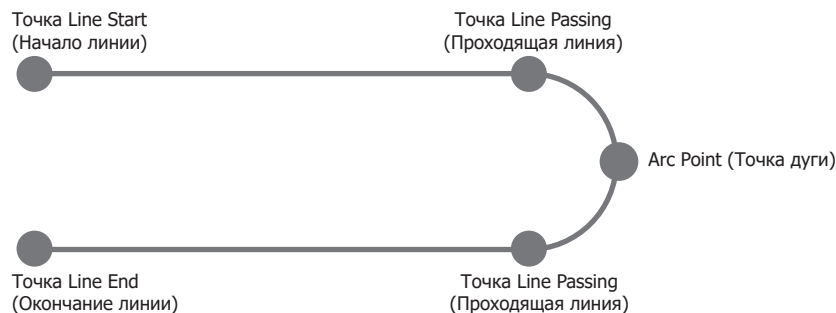 Точка Line Start
(Начало линии)
Точка Line Passing
(Проходящая линия)
Arc Point (Точка дуги)
Точка Line End
(Окончание линии)
Точка Line Passing
(Проходящая линия)